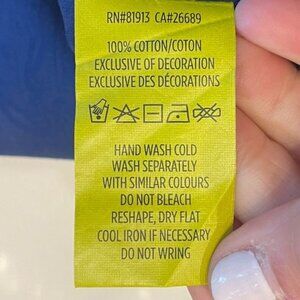 RN#81913 CA#26689
100% COTTON/COTON
EXCLUSIVE OF DECORATION
EXCLUSIVE DES DÉCORATIONS
HAND WASH COLD
WASH SEPARATELY
WITH SIMILAR COLOURS
DO NOT BLEACH
RESHAPE, DRY FLAT
COOL IRON IF NECESSARY
DO NOT WRING